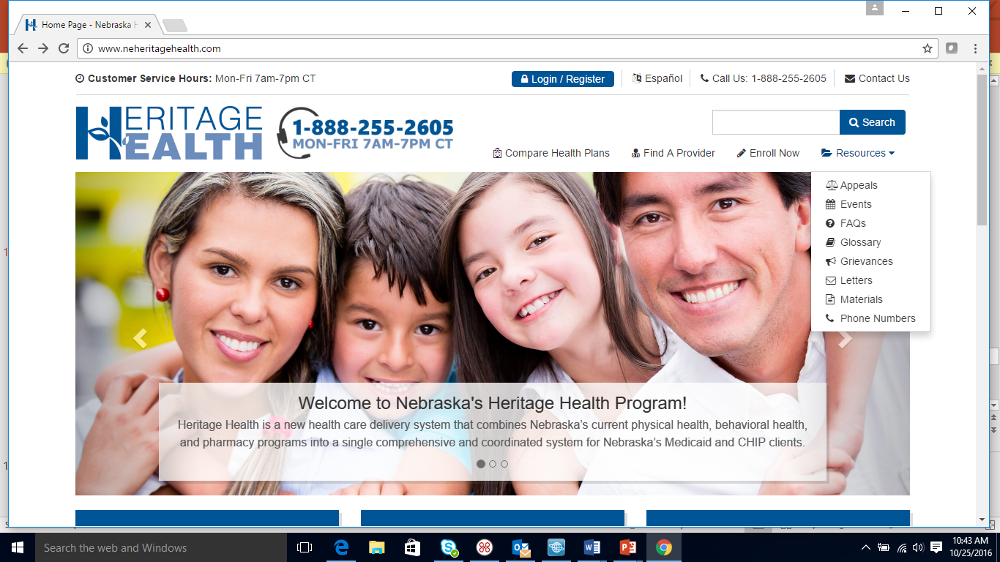 Home Page - Nebraska H
www.neheritagehealth.com
Customer Service Hours: Mon-Fri 7am-7pm CT
Login / Register
Español
Call Us: 1-888-255-2605
Contact Us
HERITAGE
HEALTH
1-888-255-2605
MON-FRI 7AM-7PM CT
Search
Compare Health Plans
Find A Provider
Enroll Now
Resources
Appeals
Events
FAQs
Glossary
Grievances
Letters
Materials
Phone Numbers
Welcome to Nebraska's Heritage Health Program!
Heritage Health is a new health care delivery system that combines Nebraska’s current physical health, behavioral health,
and pharmacy programs into a single comprehensive and coordinated system for Nebraska’s Medicaid and CHIP clients.
Search the web and Windows
10:43 AM
10/25/2016